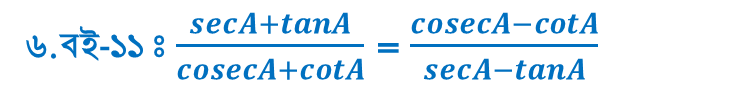 ৬.বই-১১ ঃ (secA+tanA)/(cosecA+cotA) = (cosecA−cotA)/(secA−tanA)